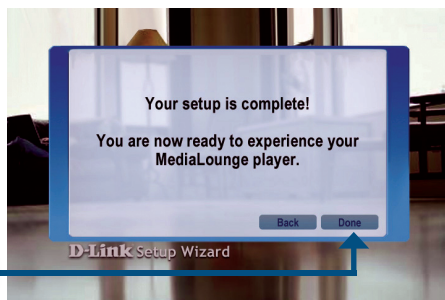 Your setup is complete!
You are now ready to experience your
MediaLounge player.
Back Done
D-Link Setup Wizard